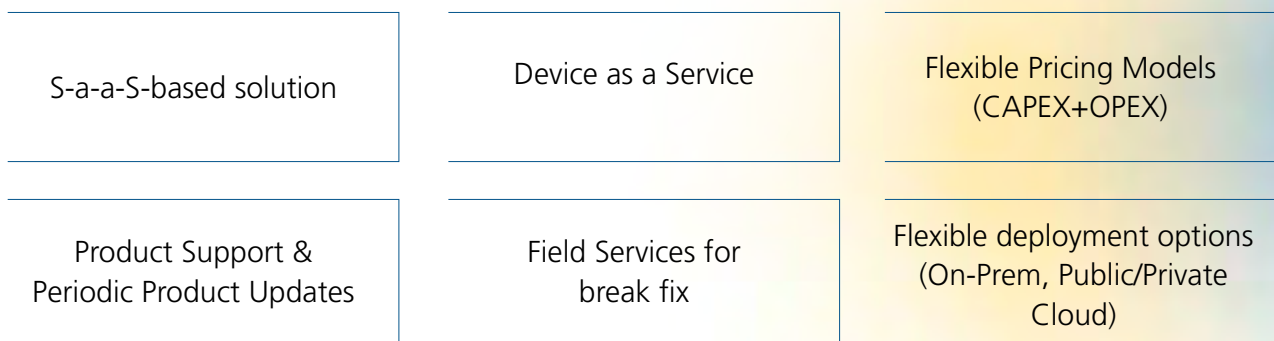 S-a-a-S-based solution
Device as a Service
Flexible Pricing Models
(CAPEX+OPEX)
Product Support &
Periodic Product Updates
Field Services for
break fix
Flexible deployment options
(On-Prem, Public/Private
Cloud)